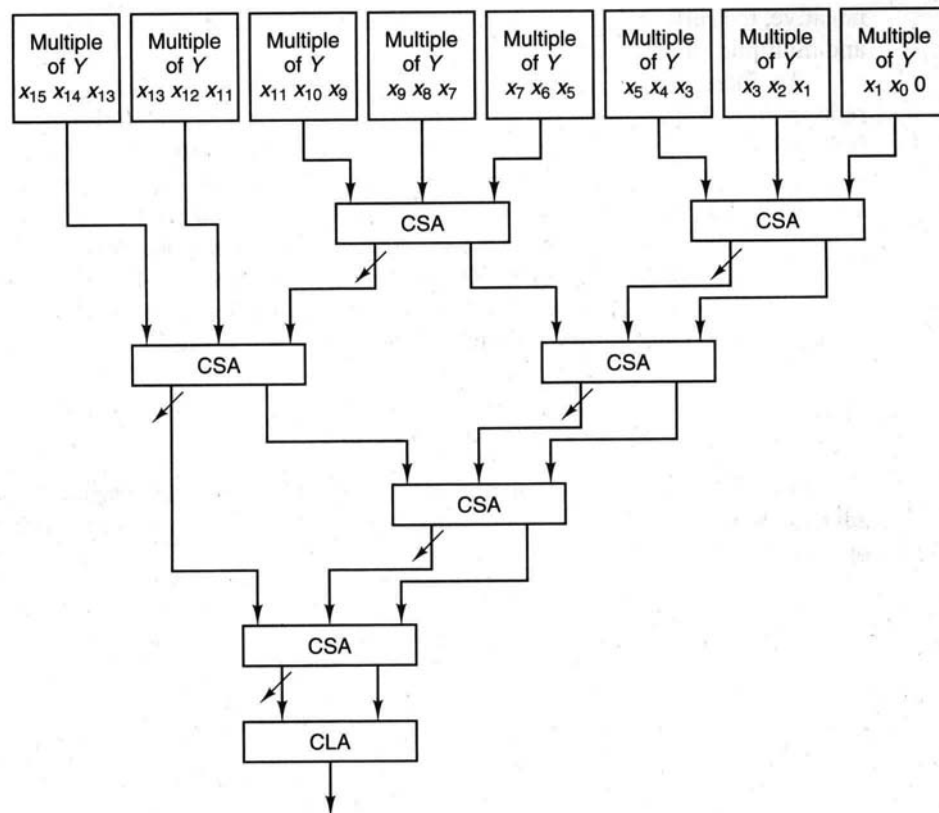 Multiple
of Y
x15 x14 x13
Multiple
of Y
x13 x12 x11
Multiple
of Y
x11 x10 x9
Multiple
of Y
x9 x8 x7
Multiple
of Y
x7 x6 x5
Multiple
of Y
x5 x4 x3
Multiple
of Y
x3 x2 x1
Multiple
of Y
x1 x0 0
CSA
CSA
CSA
CSA
CSA
CSA
CLA